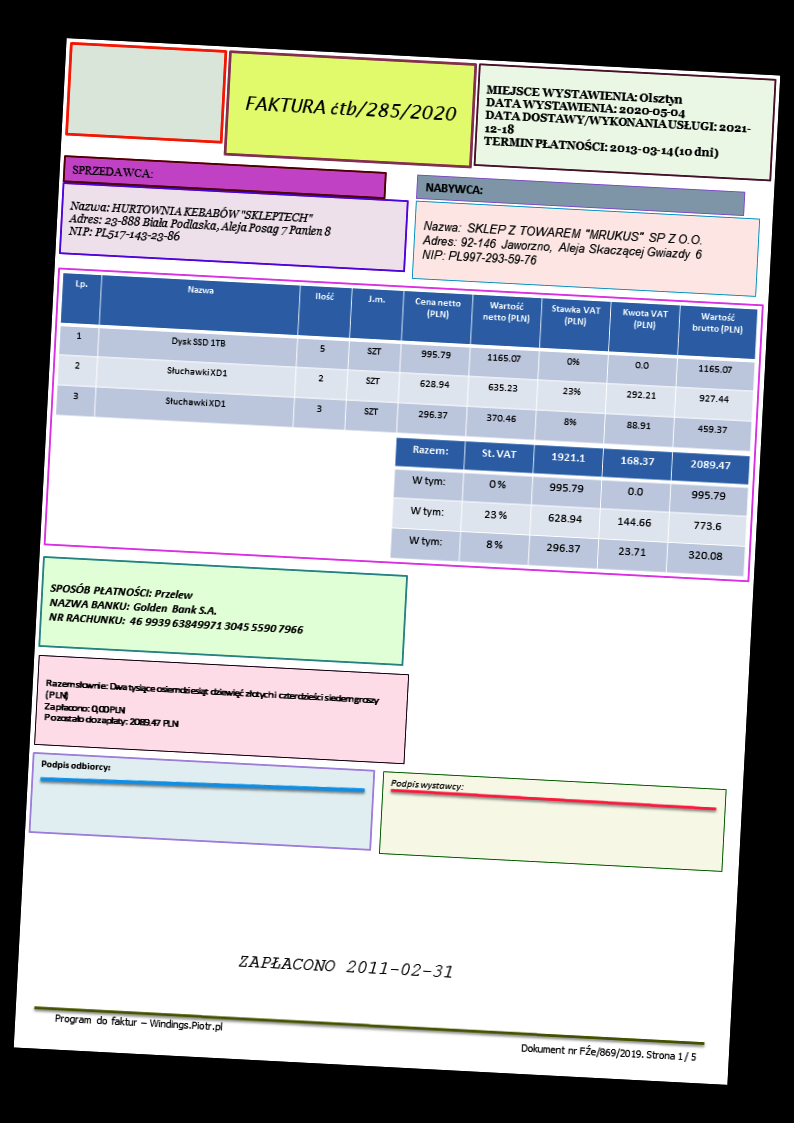 FAKTURA ćtb/285/2020
MIEJSCE WYSTAWIENIA: Olsztyn
DATA WYSTAWIENIA: 2020-05-04
DATA DOSTAWY/WYKONANIA USŁUGI: 2021-
12-18
TERMIN PŁATNOŚCI: 2013-03-14 (10 dni)
SPRZEDAWCA:
Nazwa: HURTOWNIA KEBABÓW "SKLEPTECH"
Adres: 23-888 Biała Podlaska, Aleja Posag 7 Panien 8
NIP: PL517-143-23-86
NABYWCA:
Nazwa: SKLEP Z TOWAREM "MRUKUS" SP Z O.O.
Adres: 92-146 Jaworzno, Aleja Skaczącej Gwiazdy 6
NIP: PL997-293-59-76
Lp. Nazwa Ilość J.m. Cena netto (PLN) Wartość netto (PLN) Stawka VAT (PLN) Kwota VAT (PLN) Wartość brutto (PLN)
1 Dysk SSD 1TB 5 SZT 995.79 1165.07 0% 0.0 1165.07
2 Słuchawki XD1 2 SZT 628.94 635.23 23% 292.21 927.44
3 Słuchawki XD1 3 SZT 296.37 370.46 8% 88.91 459.37
Razem: St. VAT 1921.1 168.37 2089.47
W tym: 0% 995.79 0.0 995.79
W tym: 23% 628.94 144.66 773.6
W tym: 8% 296.37 23.71 320.08
SPOSÓB PŁATNOŚCI: Przelew
NAZWA BANKU: Golden Bank S.A.
NR RACHUNKU: 46 9939 63849971 3045 5590 7966
Razem słownie: Dwa tysiące osiemdziesiąt dziewięć złotych i czterdzieści siedem groszy
(PLN)
Zapłacono: 0,00 PLN
Pozostało do zapłaty: 2089.47 PLN
Podpis odbiorcy:
Podpis wystawcy:
ZAPŁACONO 2011-02-31
Program do faktur – Windings.Piotr.pl
Dokument nr FŹe/869/2019. Strona 1 / 5